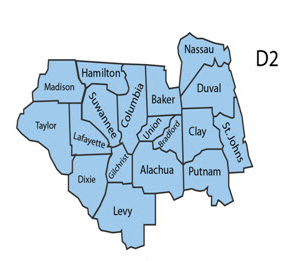 Nassau
D2
Hamilton
Madison
Duval
Suwannee
Columbia
Baker
Taylor
Union
Bradford
Clay
St. Johns
Lafayette
Gilchrist
Alachua
Putnam
Dixie
Levy